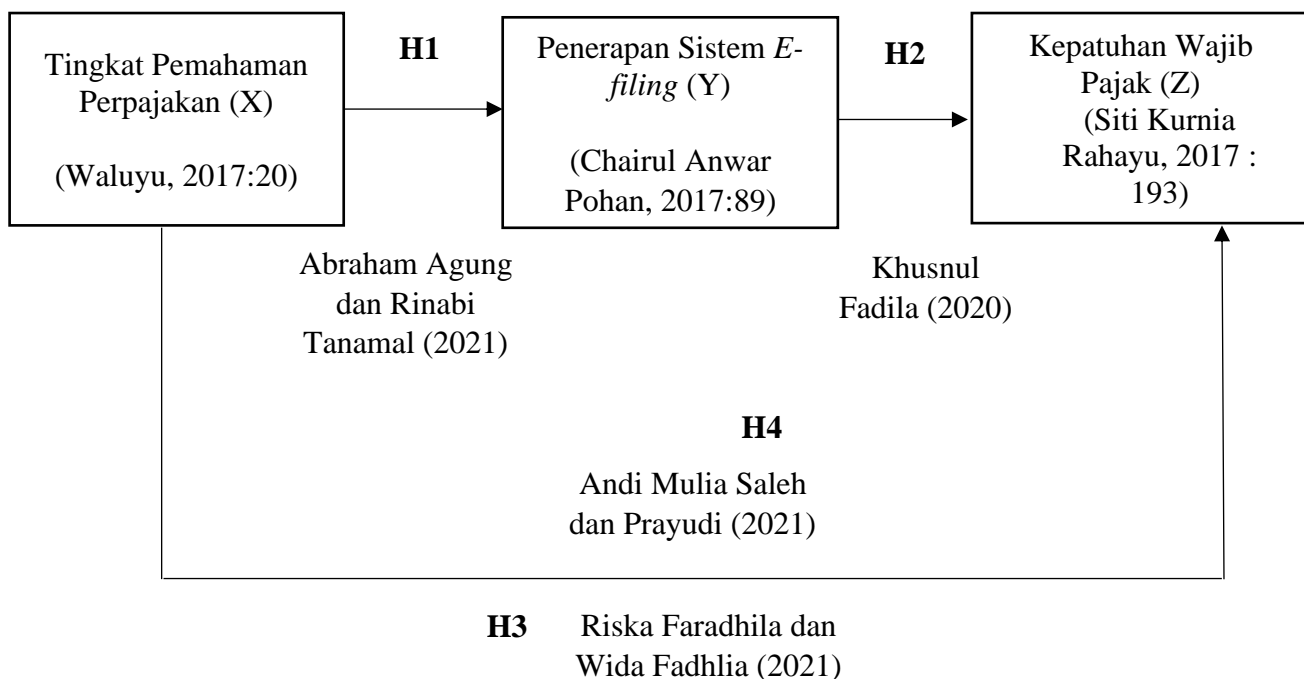 Tingkat Pemahaman
Perpajakan (X)
(Waluyu, 2017:20)
H1
Penerapan Sistem E-
filing (Y)
(Chairul Anwar
Pohan, 2017:89)
H2
Kepatuhan Wajib
Pajak (Z)
(Siti Kurnia
Rahayu, 2017 :
193)
Abraham Agung
dan Rinabi
Tanamal (2021)
Khusnul
Fadila (2020)
H4
Andi Mulia Saleh
dan Prayudi (2021)
H3 Riska Faradhila dan
Wida Fadhlia (2021)